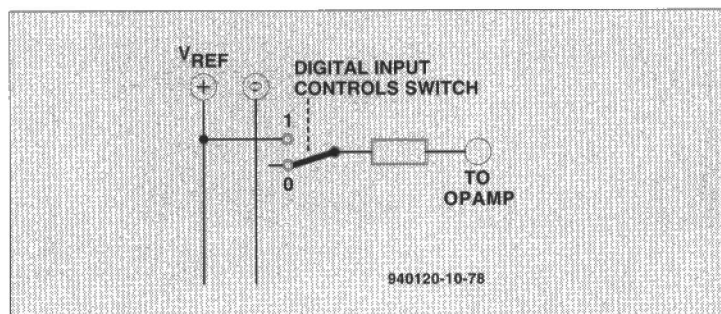 VREF
+ −
DIGITAL INPUT
CONTROLS SWITCH
1
0
TO
OPAMP
940120-10-78